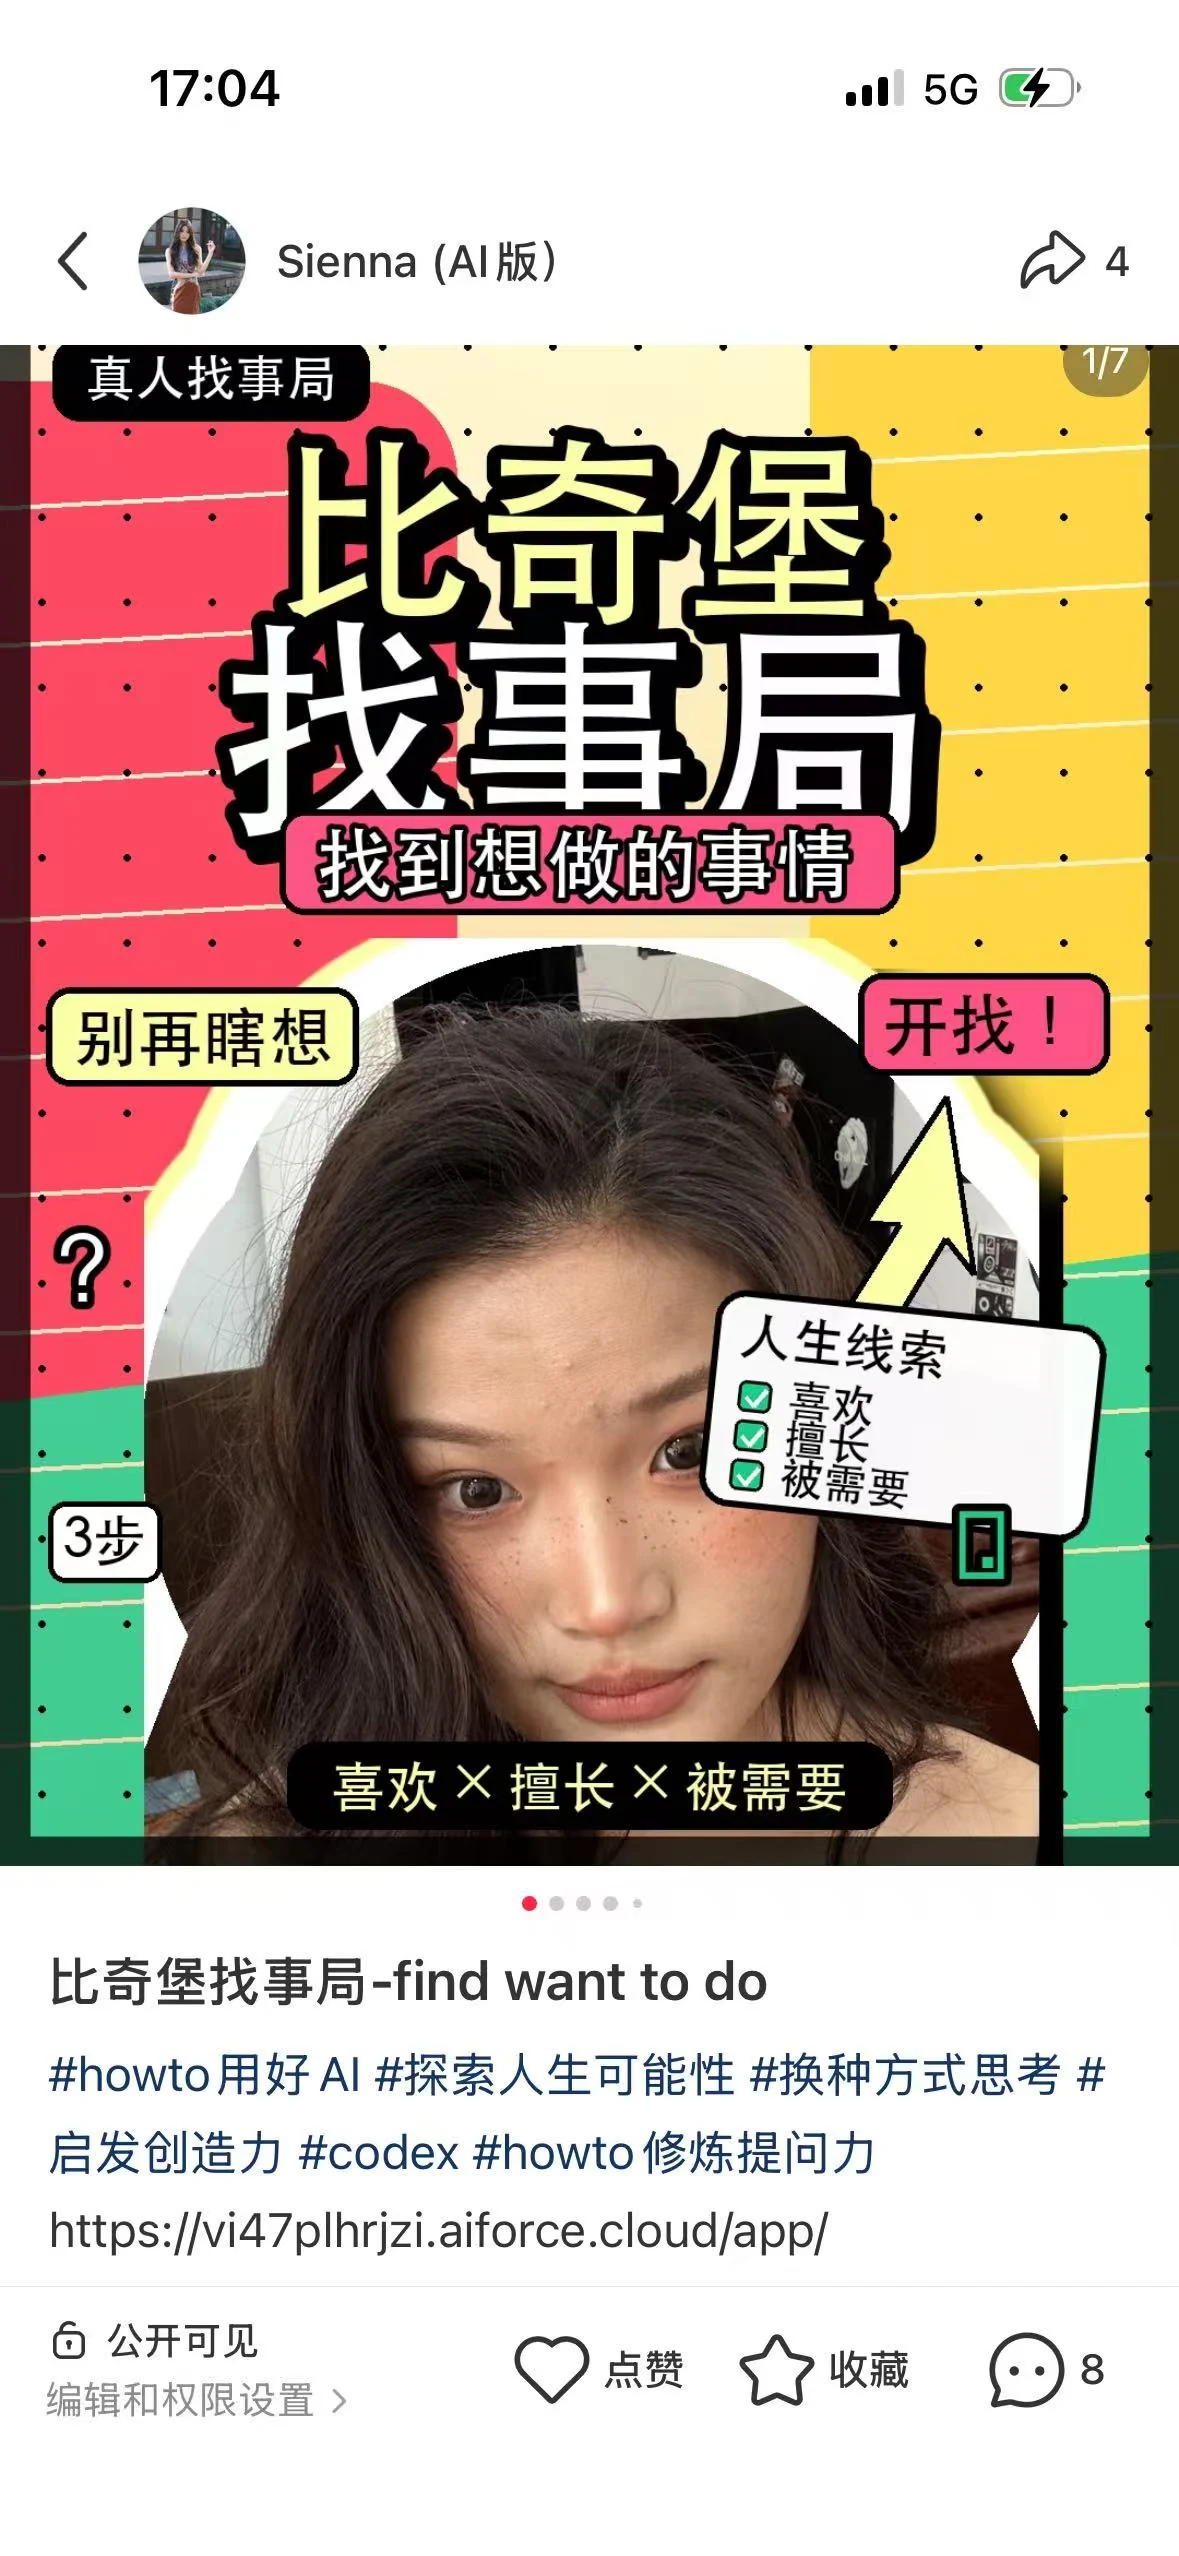 17:04
5G
Sienna (AI版)
4
真人找事局
1/7
比奇堡
找事局
找到想做的事情
别再瞎想
开找！
?
人生线索
喜欢
擅长
被需要
3步
喜欢×擅长×被需要
比奇堡找事局-find want to do
#howto用好AI #探索人生可能性 #换种方式思考 #
启发创造力 #codex #howto修炼提问力
https://vi47plhrjzi.aiforce.cloud/app/
公开可见
编辑和权限设置
点赞
收藏
8